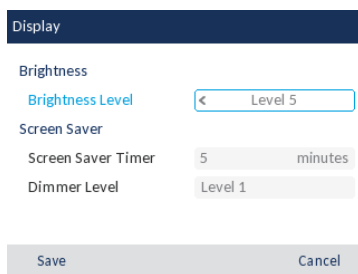 Display
Brightness
Brightness Level < Level 5
Screen Saver
Screen Saver Timer 5 minutes
Dimmer Level Level 1
Save Cancel